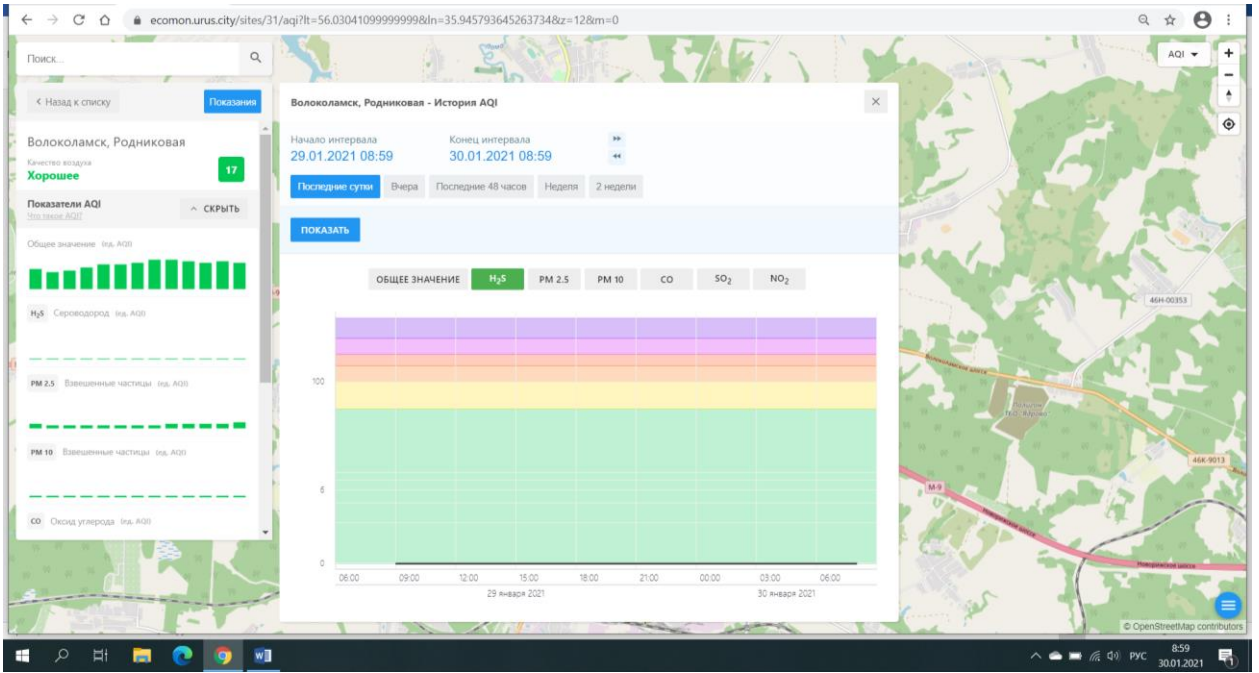 ecomon.urus.city/sites/31/aqi?lt=56.03041099999999&ln=35.945793645263734&z=12&m=0
Поиск...
AQI
Назад к списку
Показания
Волоколамск, Родниковая
Качество воздуха
Хорошее
17
Показатели AQI
Что такое AQI?
СКРЫТЬ
Общее значение (ед. AQI)
H₂S Сероводород (ед. AQI)
PM 2.5 Взвешенные частицы (ед. AQI)
PM 10 Взвешенные частицы (ед. AQI)
CO Оксид углерода (ед. AQI)
Волоколамск, Родниковая - История AQI
Начало интервала
29.01.2021 08:59
Конец интервала
30.01.2021 08:59
Последние сутки
Вчера
Последние 48 часов
Неделя
2 недели
ПОКАЗАТЬ
ОБЩЕЕ ЗНАЧЕНИЕ
H₂S
PM 2.5
PM 10
CO
SO₂
NO₂
100
6
0
06:00 09:00 12:00 15:00 18:00 21:00 00:00 03:00 06:00
29 января 2021
30 января 2021
46Н-00353
Волоколамское шоссе
46К-9013
М-9
Новорижское шоссе
Новорижское шоссе
© OpenStreetMap contributors
РУС
8:59
30.01.2021